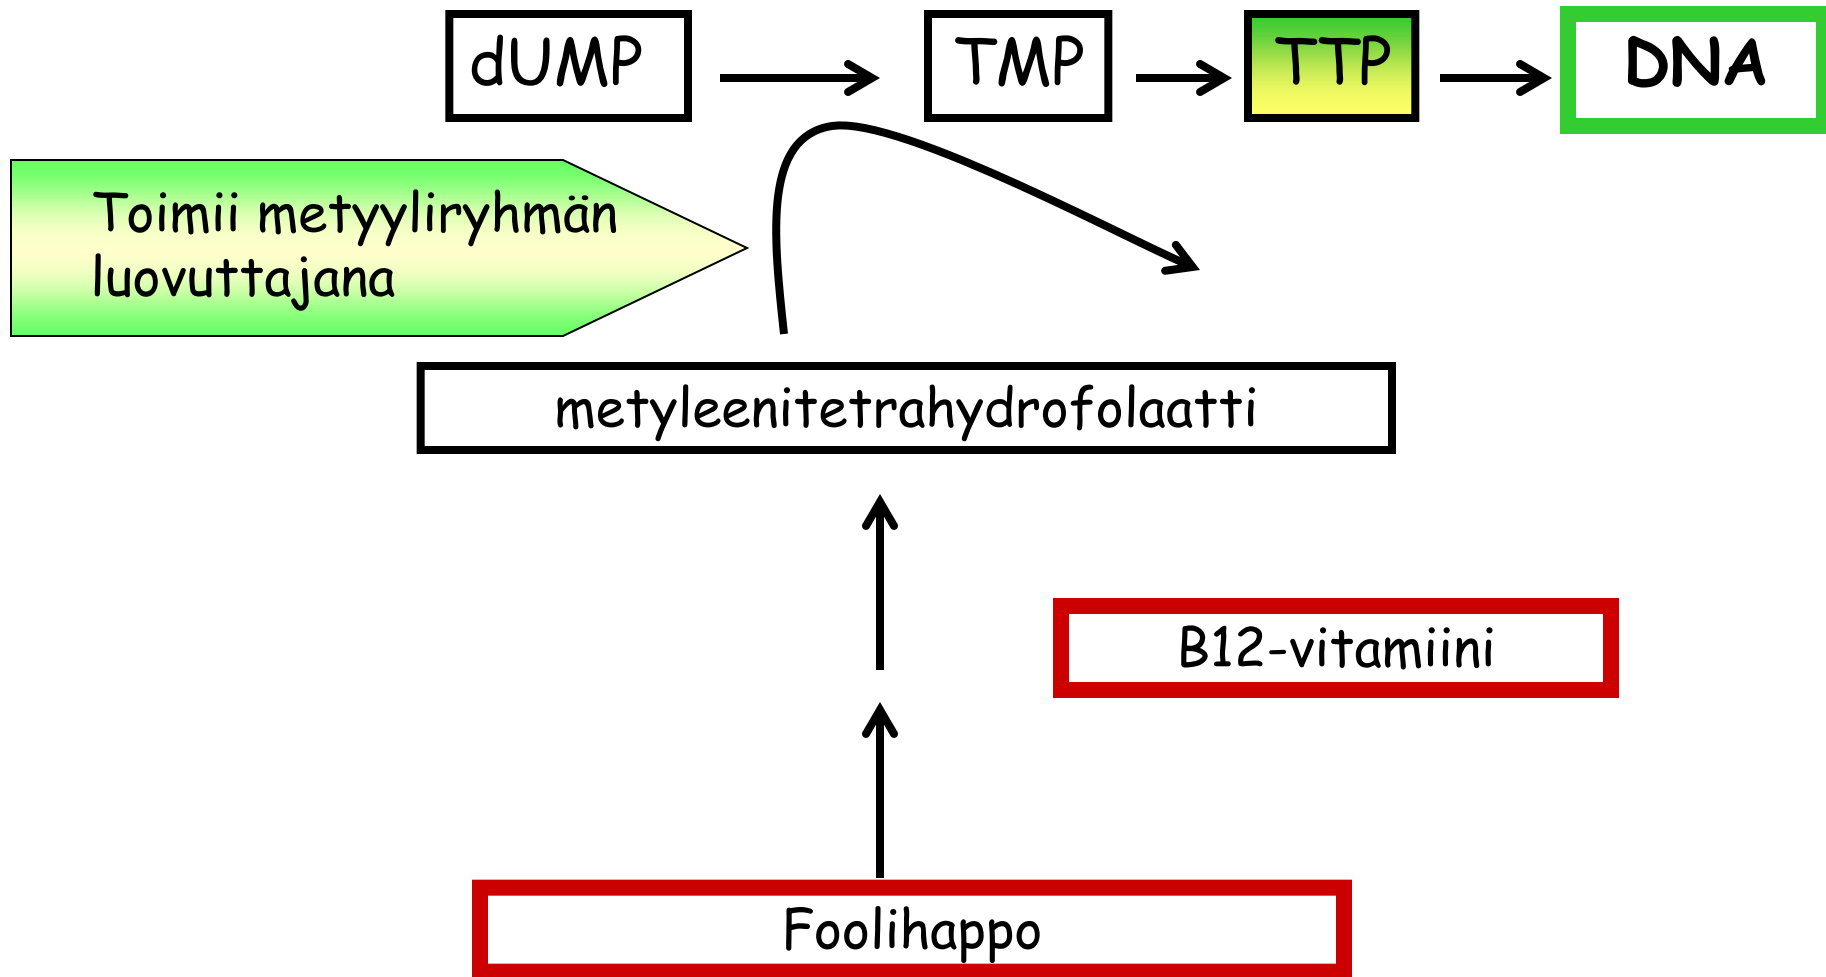 dUMP
TMP
TTP
DNA
Toimii metyyliryhmän
luovuttajana
metyleenitetrahydrofolaatti
B12-vitamiini
Foolihappo